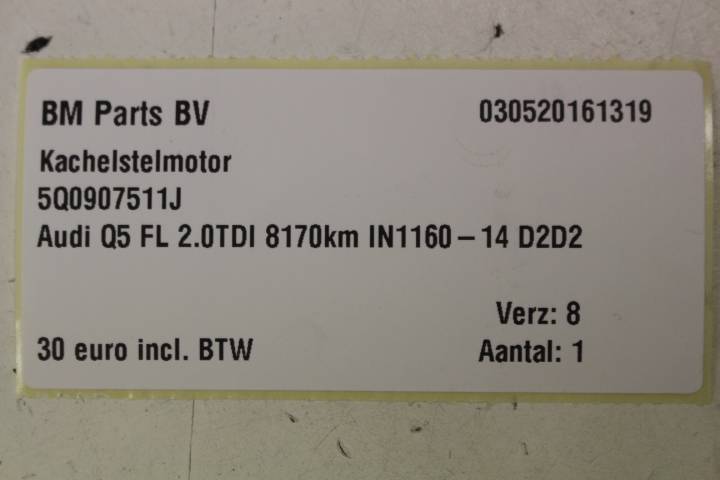 BM Parts BV 030520161319
Kachelstelmotor
5Q0907511J
Audi Q5 FL 2.0TDI 8170km IN1160 – 14 D2D2
Verz: 8
30 euro incl. BTW Aantal: 1